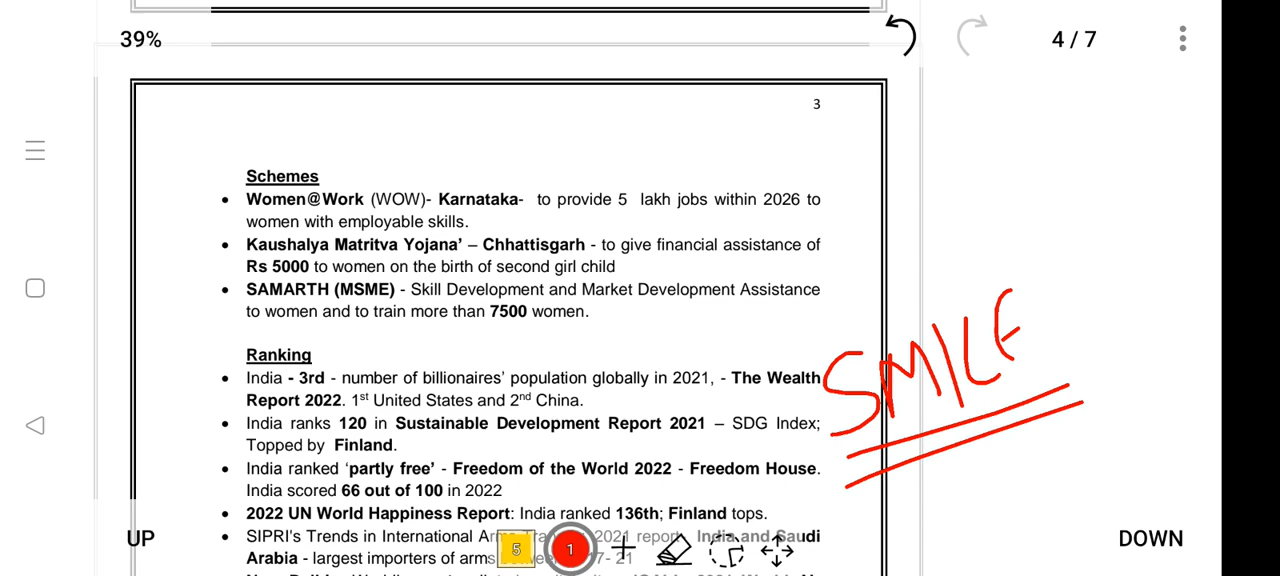 39%
4 / 7
3
Schemes
• Women@Work (WOW)- Karnataka- to provide 5 lakh jobs within 2026 to
women with employable skills.
• Kaushalya Matritva Yojana’ – Chhattisgarh - to give financial assistance of
Rs 5000 to women on the birth of second girl child
• SAMARTH (MSME) - Skill Development and Market Development Assistance
to women and to train more than 7500 women.
Ranking
• India - 3rd - number of billionaires’ population globally in 2021, - The Wealth
Report 2022. 1st United States and 2nd China.
SMILE
• India ranks 120 in Sustainable Development Report 2021 – SDG Index;
Topped by Finland.
• India ranked ‘partly free’ - Freedom of the World 2022 - Freedom House.
India scored 66 out of 100 in 2022
• 2022 UN World Happiness Report: India ranked 136th; Finland tops.
• SIPRI's Trends in International 2021 report India and Saudi
Arabia - largest importers of arms 21
UP
5
1
DOWN